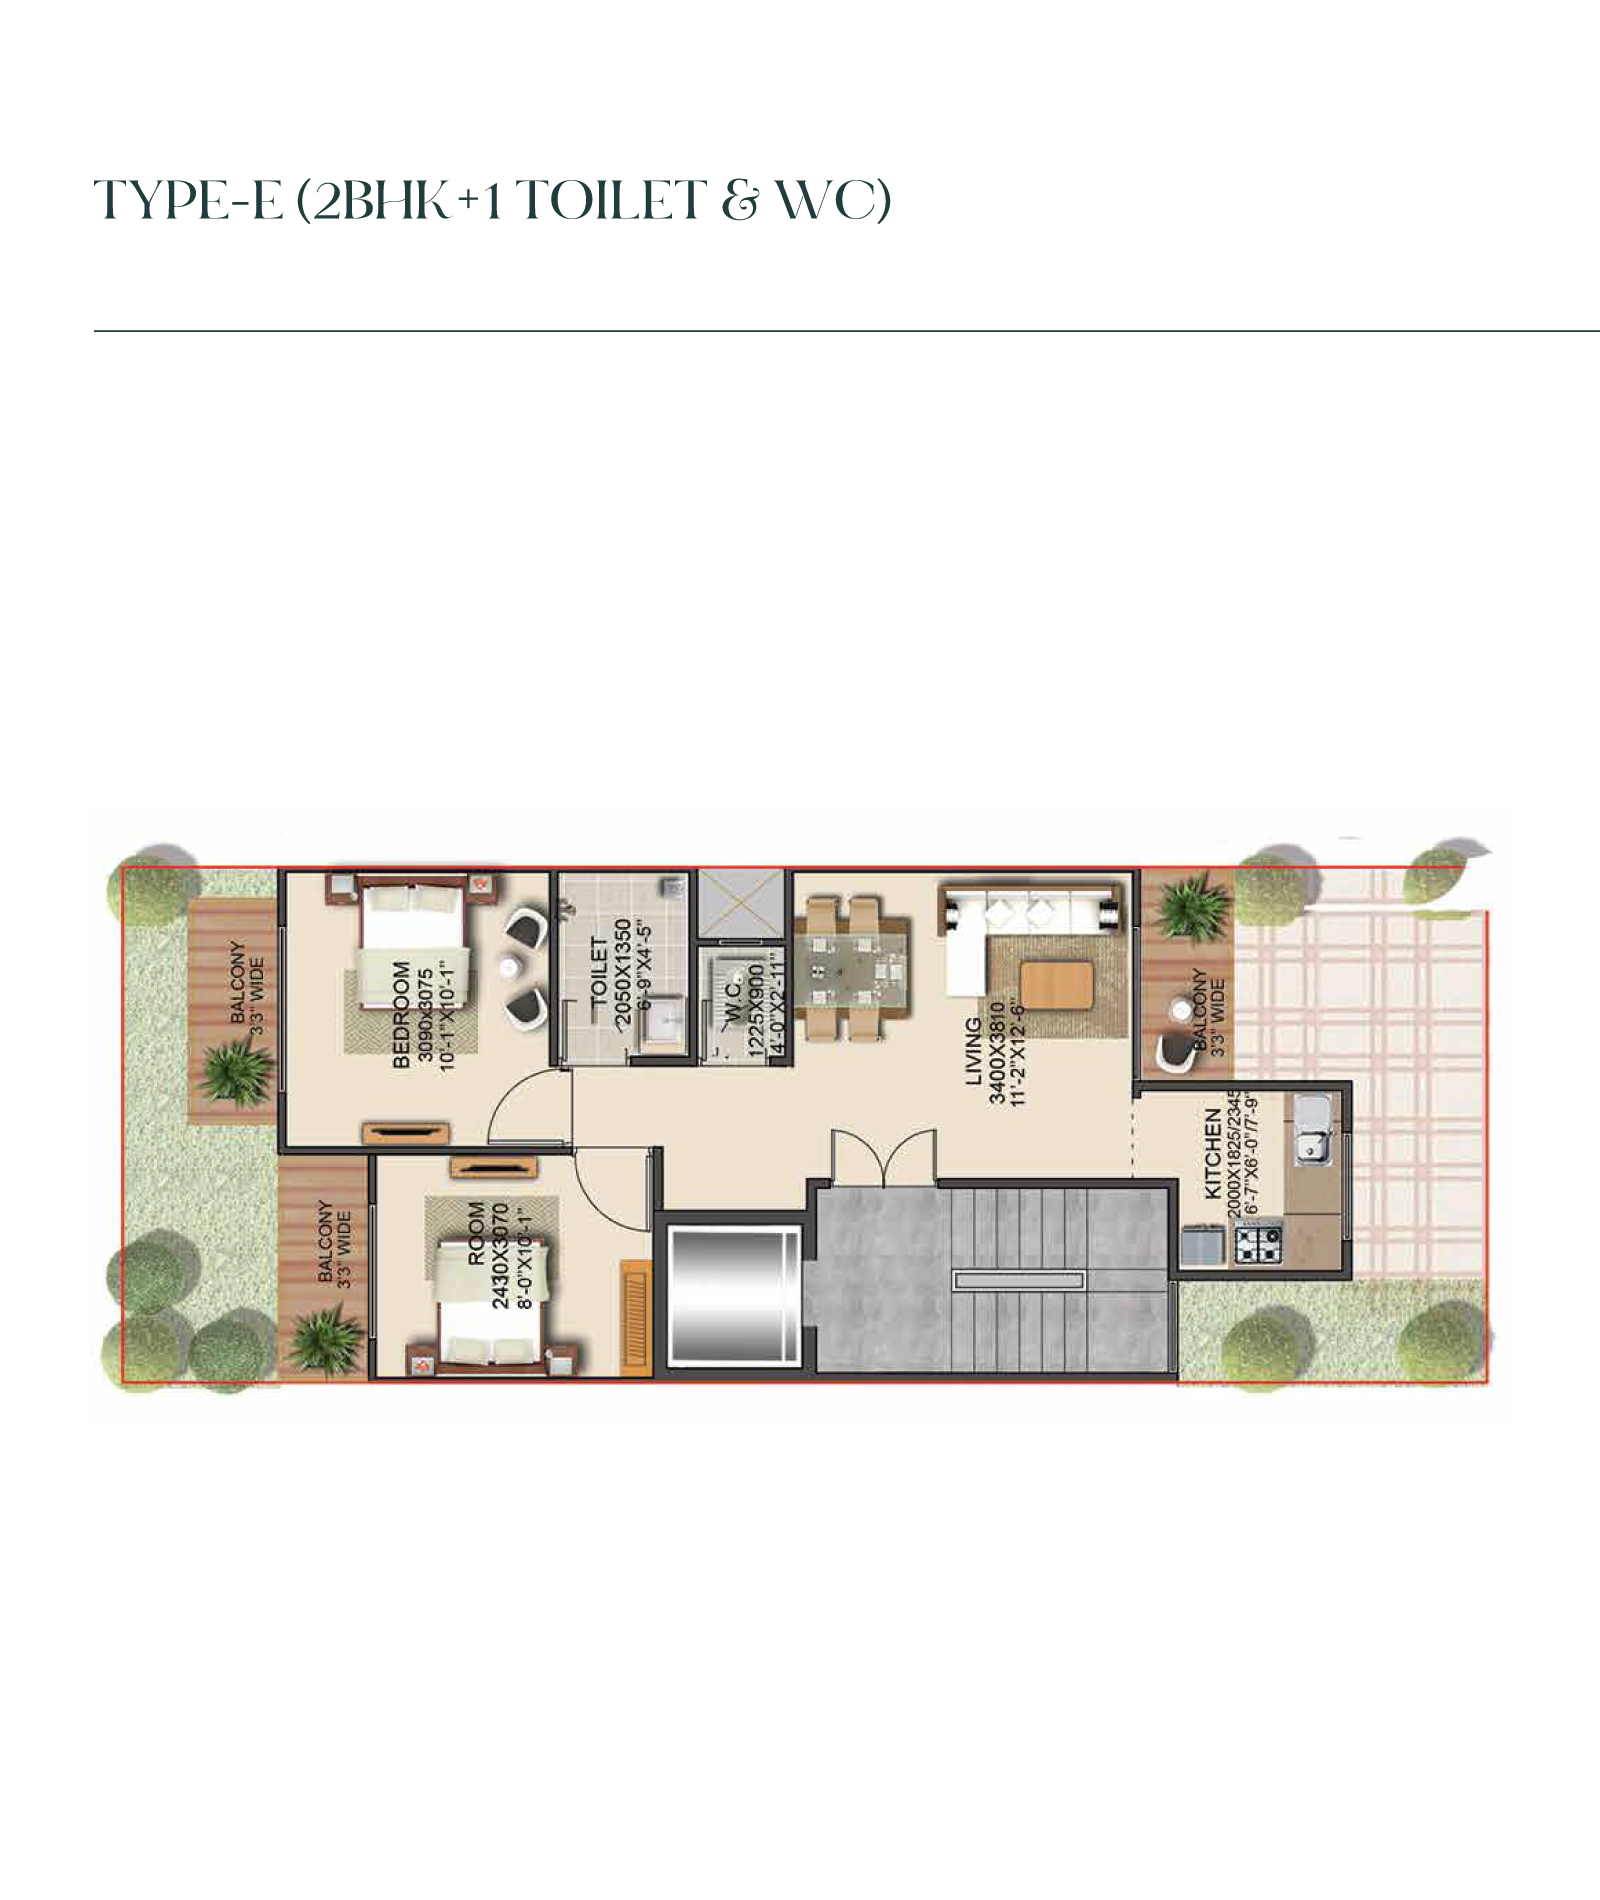 TYPE-E (2BHK+1 TOILET & WC)
BALCONY
3'3" WIDE
BEDROOM
3090x3075
10'-1"X10'-1"
TOILET
2050X1350
6'-9"X4'-5"
W.C.
1225X900
4'-0"X2'-11"
LIVING
3400X3810
11'-2"X12'-6"
BALCONY
3'3" WIDE
BALCONY
3'3" WIDE
ROOM
2430X3070
8'-0"X10'-1"
KITCHEN
2000X1825/2345
6'-7"X6'-0"/7'-9"